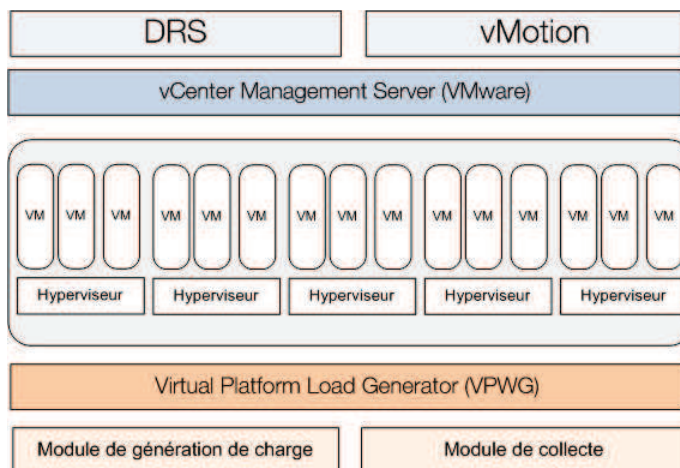 DRS vMotion
vCenter Management Server (VMware)
VM VM VM VM VM VM VM VM VM VM VM VM VM VM VM
Hyperviseur Hyperviseur Hyperviseur Hyperviseur Hyperviseur
Virtual Platform Load Generator (VPWG)
Module de génération de charge Module de collecte